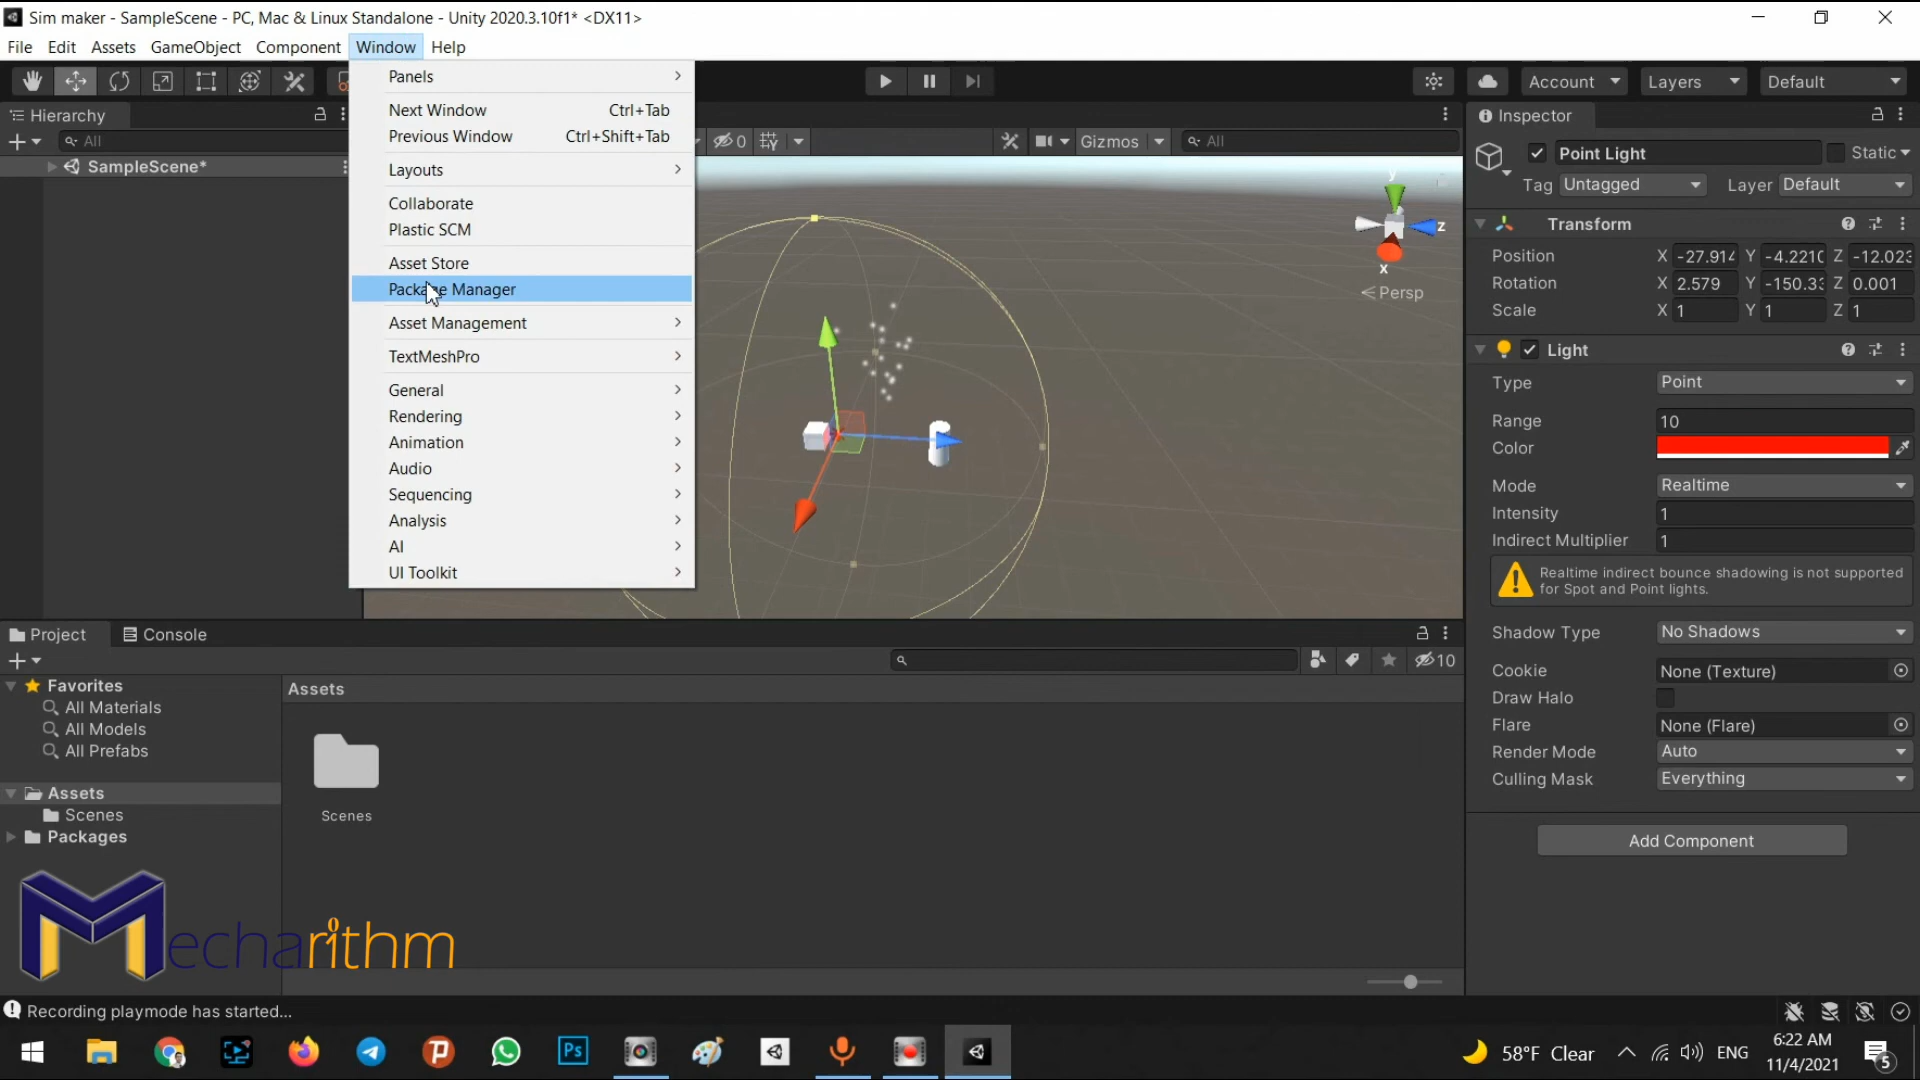 Sim maker - SampleScene - PC, Mac & Linux Standalone - Unity 2020.3.10f1* <DX11>
File Edit Assets GameObject Component Window Help
Account Layers Default
Panels
Next Window Ctrl+Tab
Previous Window Ctrl+Shift+Tab
Layouts
Collaborate
Plastic SCM
Asset Store
Package Manager
Asset Management
TextMeshPro
General
Rendering
Animation
Audio
Sequencing
Analysis
AI
UI Toolkit
Hierarchy
All
SampleScene*
0 Gizmos All
y
z
x
Persp
Inspector
Point Light Static
Tag Untagged Layer Default
Transform
Position X -27.914 Y -4.2210 Z -12.023
Rotation X 2.579 Y -150.33 Z 0.001
Scale X 1 Y 1 Z 1
Light
Type Point
Range 10
Color
Mode Realtime
Intensity 1
Indirect Multiplier 1
Realtime indirect bounce shadowing is not supported
for Spot and Point lights.
Shadow Type No Shadows
Cookie None (Texture)
Draw Halo
Flare None (Flare)
Render Mode Auto
Culling Mask Everything
Add Component
Project Console
10
Favorites
All Materials
All Models
All Prefabs
Assets
Scenes
Packages
Assets
Scenes
Mecharithm
Recording playmode has started...
Ps
58°F Clear ENG
6:22 AM
11/4/2021
5